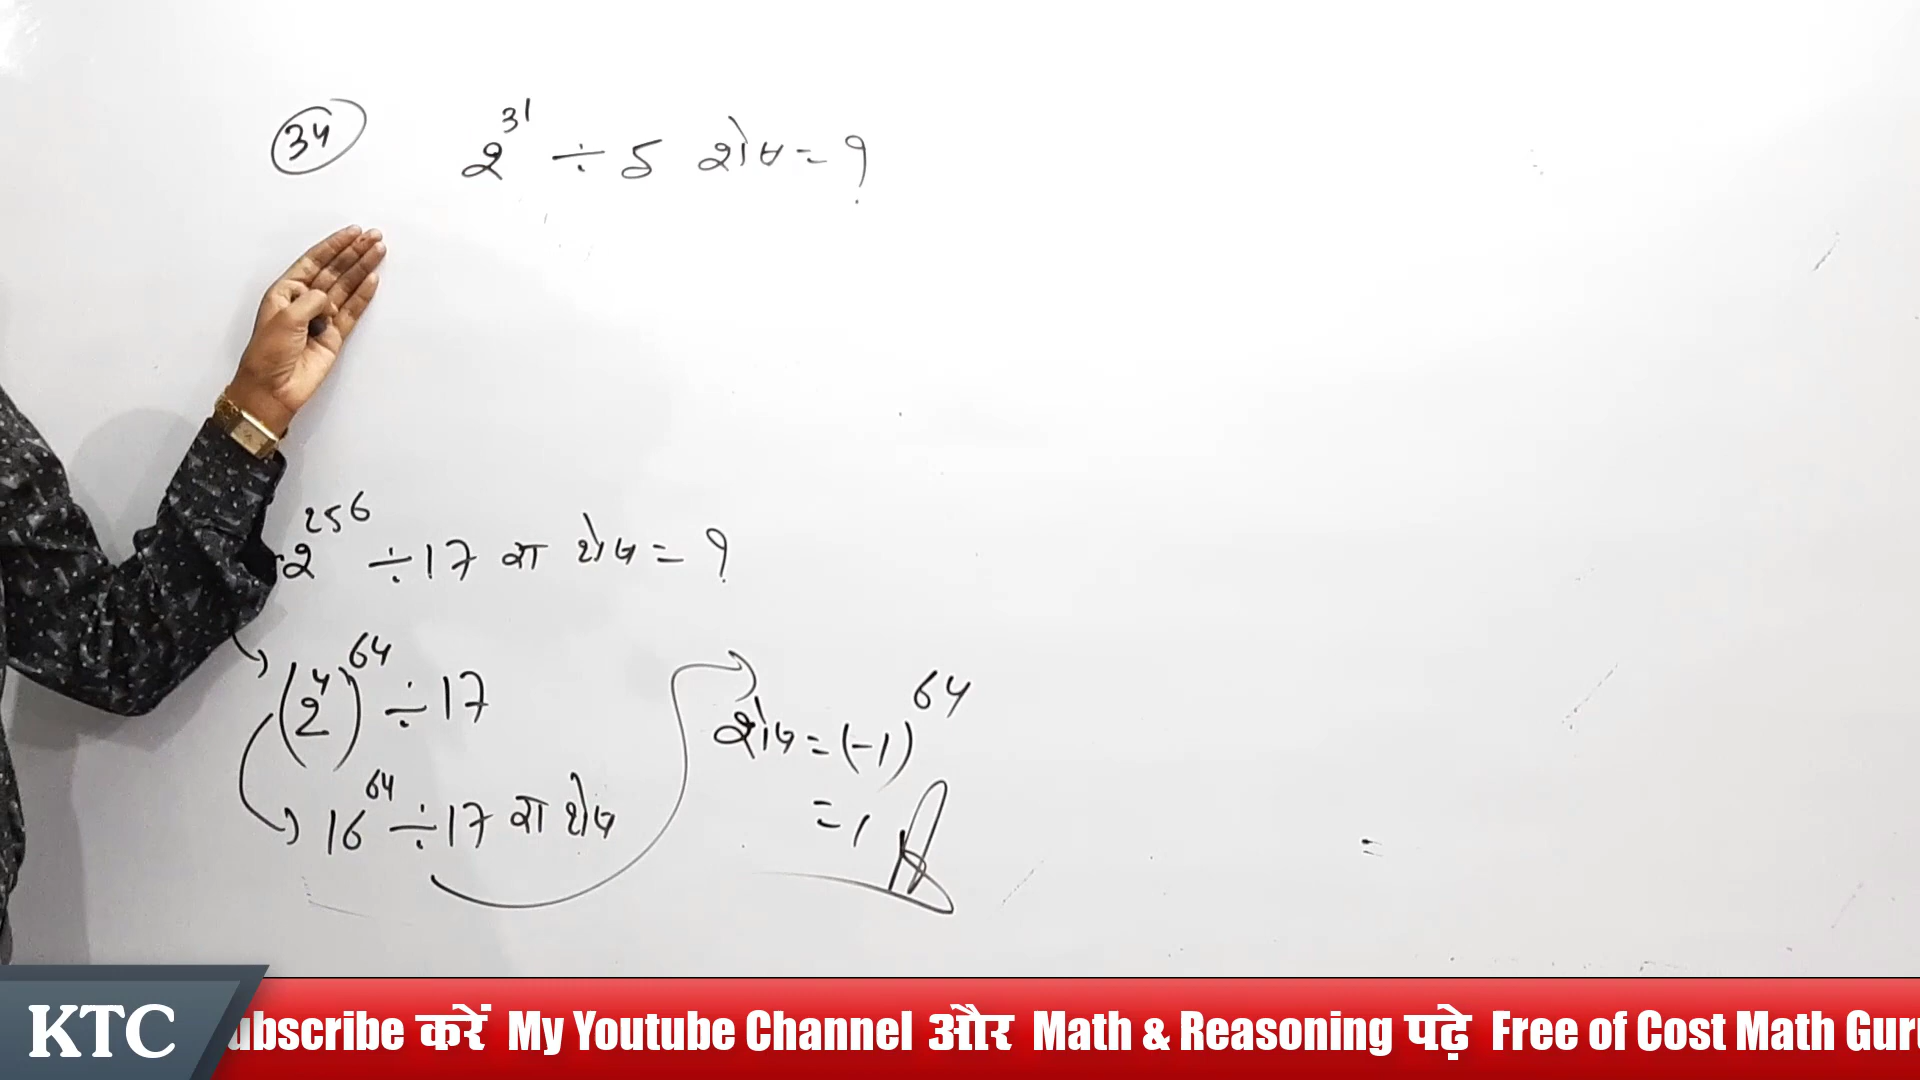 34 2^31 ÷ 5 शेष = ?
2^256 ÷ 17 का शेष = ?
(2^4)^64 ÷ 17
16^64 ÷ 17 का शेष
शेष = (-1)^64
= 1
=
KTC
ubscribe करें My Youtube Channel और Math & Reasoning पढ़े Free of Cost Math Gur